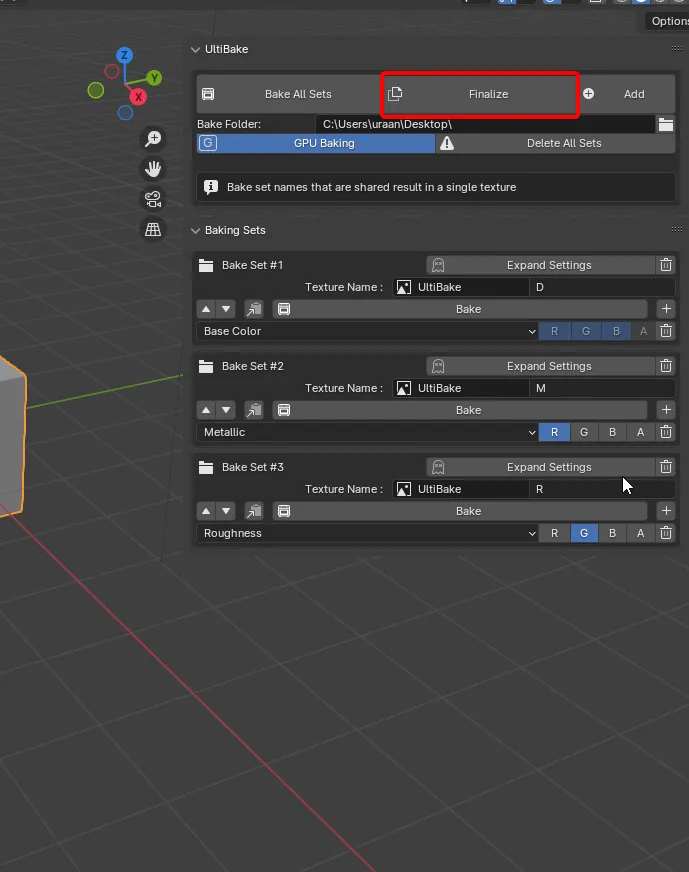 Options
UltiBake
Bake All Sets Finalize Add
Bake Folder: C:\Users\uraan\Desktop\
G GPU Baking Delete All Sets
Bake set names that are shared result in a single texture
Baking Sets
Bake Set #1 Expand Settings
Texture Name : UltiBake D
Bake
Base Color R G B A
Bake Set #2 Expand Settings
Texture Name : UltiBake M
Bake
Metallic R G B A
Bake Set #3 Expand Settings
Texture Name : UltiBake R
Bake
Roughness R G B A
Z
Y
X